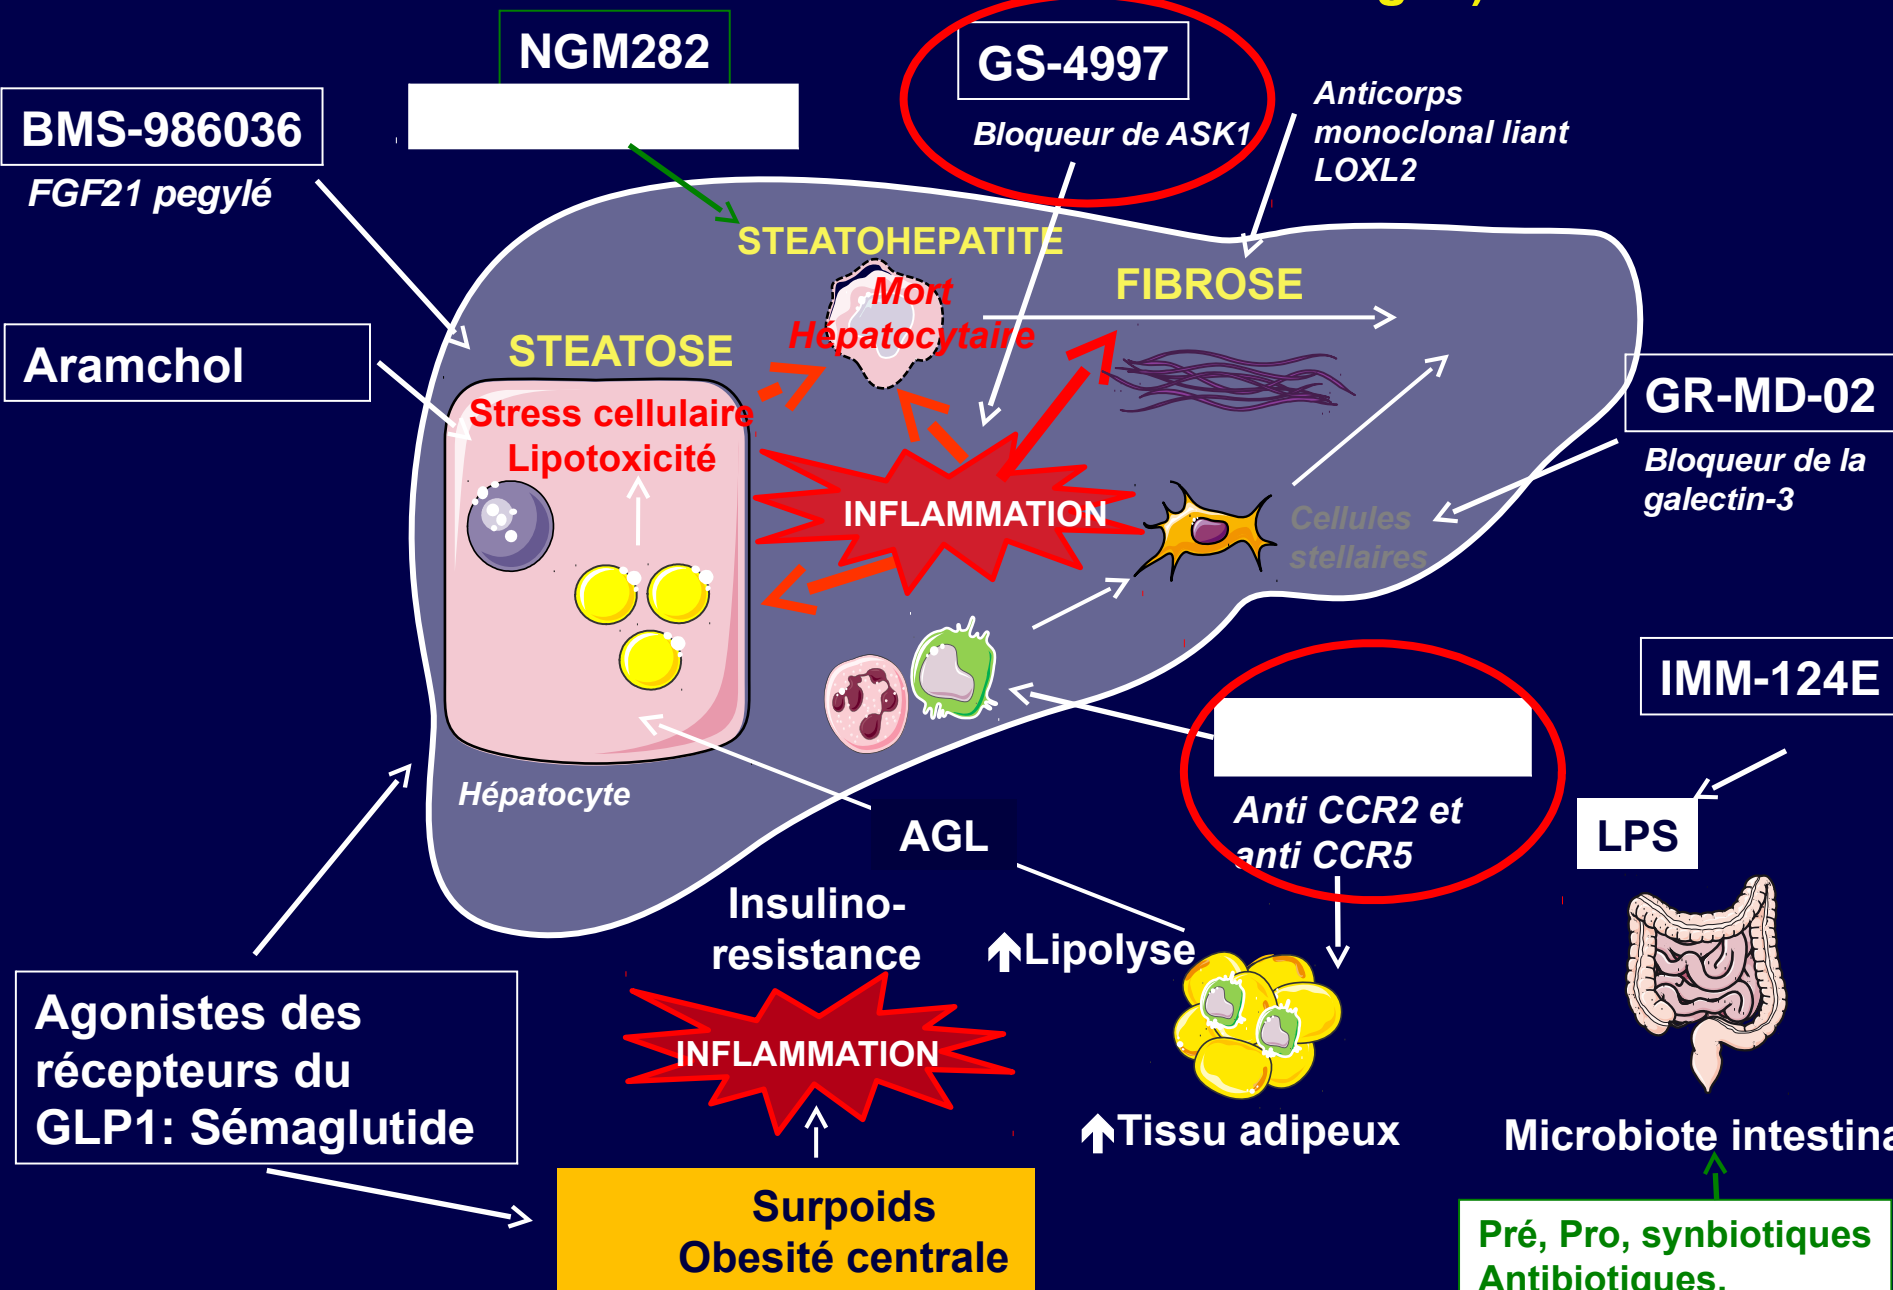 NGM282
GS-4997
Bloqueur de ASK1
Anticorps
monoclonal liant
LOXL2
BMS-986036
FGF21 pegylé
STEATOHEPATITE
Mort
Hépatocytaire
FIBROSE
Aramchol
STEATOSE
Stress cellulaire
Lipotoxicité
GR-MD-02
Bloqueur de la
galectin-3
INFLAMMATION
Cellules
stellaires
IMM-124E
Hépatocyte
AGL
Anti CCR2 et
anti CCR5
LPS
Insulino-
resistance
Lipolyse
INFLAMMATION
Agonistes des
récepteurs du
GLP1: Sémaglutide
Tissu adipeux
Microbiote intestina
Surpoids
Obesité centrale
Pré, Pro, synbiotiques
Antibiotiques,